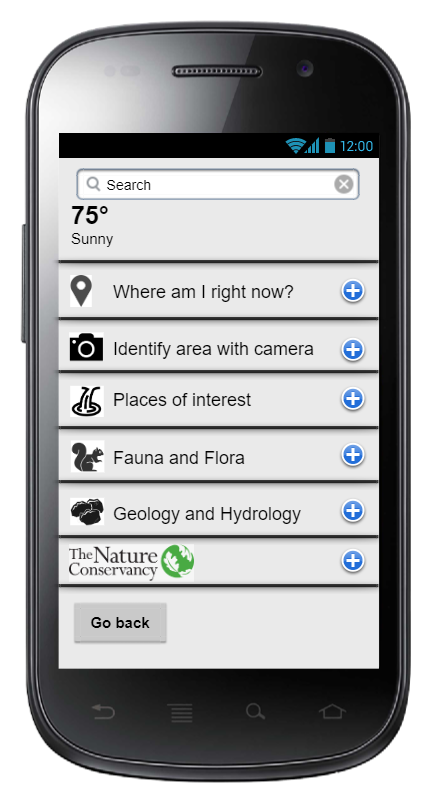 12:00
Search
75°
Sunny
Where am I right now?
Identify area with camera
Places of interest
Fauna and Flora
Geology and Hydrology
The Nature
Conservancy
Go back